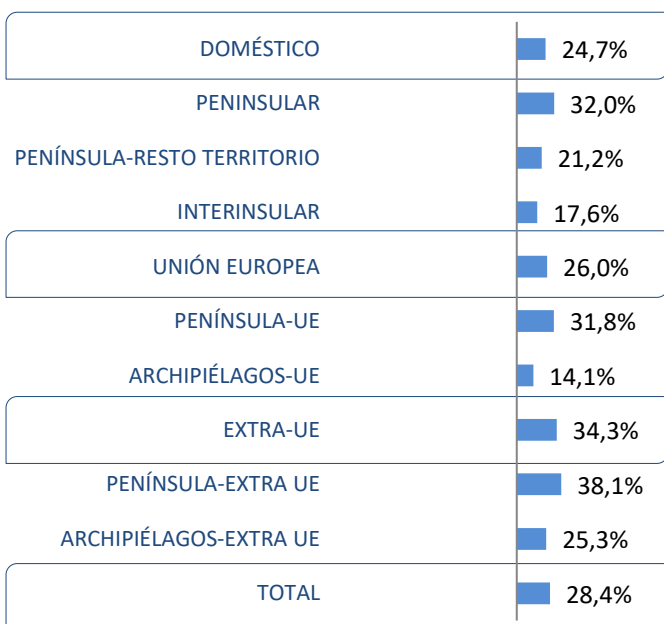 DOMÉSTICO 24,7%
PENINSULAR 32,0%
PENÍNSULA-RESTO TERRITORIO 21,2%
INTERINSULAR 17,6%
UNIÓN EUROPEA 26,0%
PENÍNSULA-UE 31,8%
ARCHIPIÉLAGOS-UE 14,1%
EXTRA-UE 34,3%
PENÍNSULA-EXTRA UE 38,1%
ARCHIPIÉLAGOS-EXTRA UE 25,3%
TOTAL 28,4%